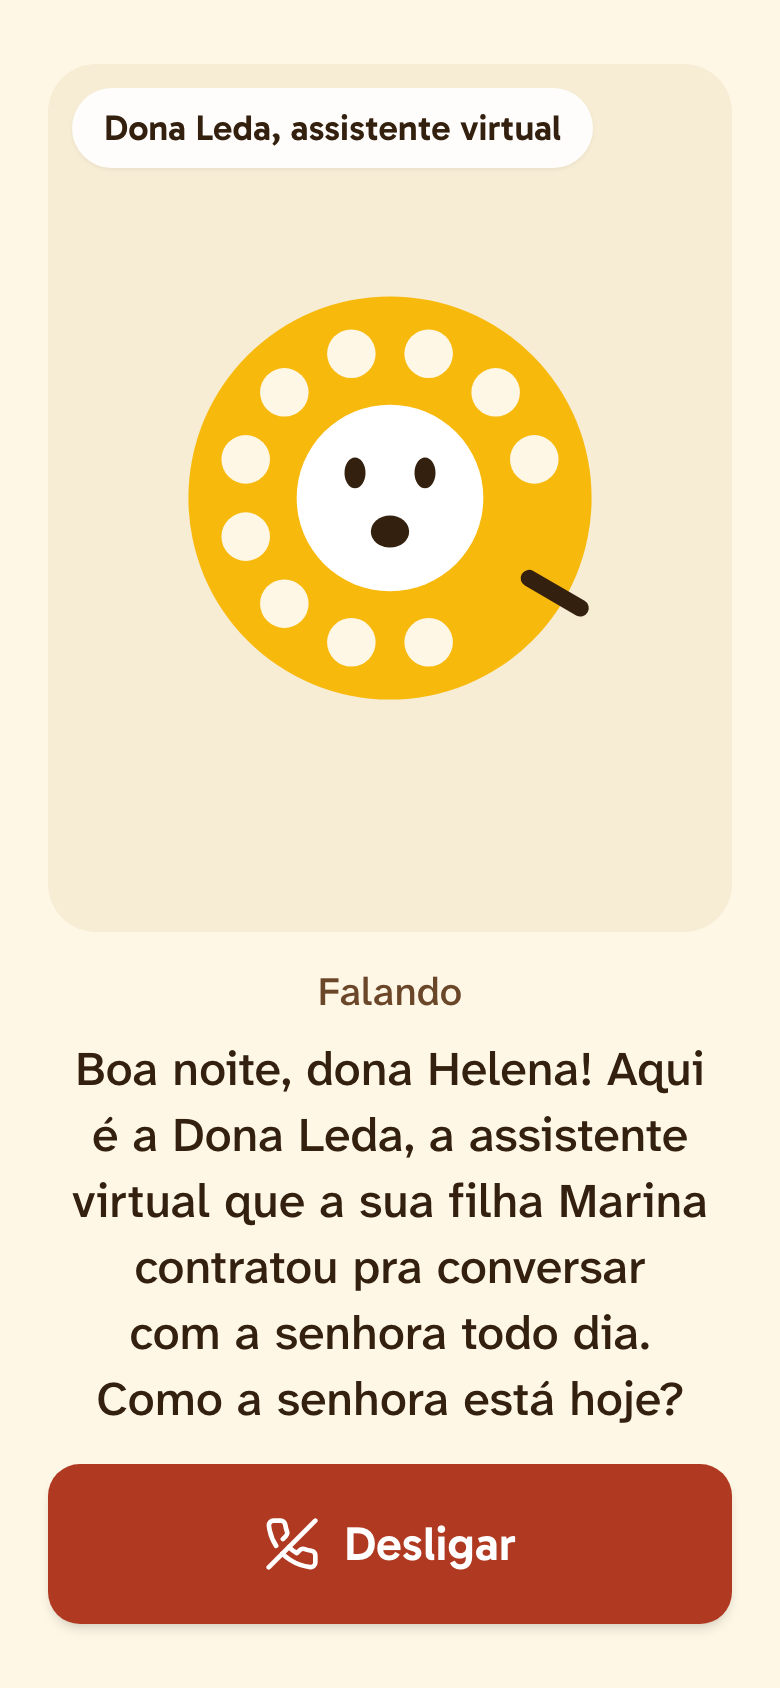 Dona Leda, assistente virtual
Falando
Boa noite, dona Helena! Aqui
é a Dona Leda, a assistente
virtual que a sua filha Marina
contratou pra conversar
com a senhora todo dia.
Como a senhora está hoje?
Desligar